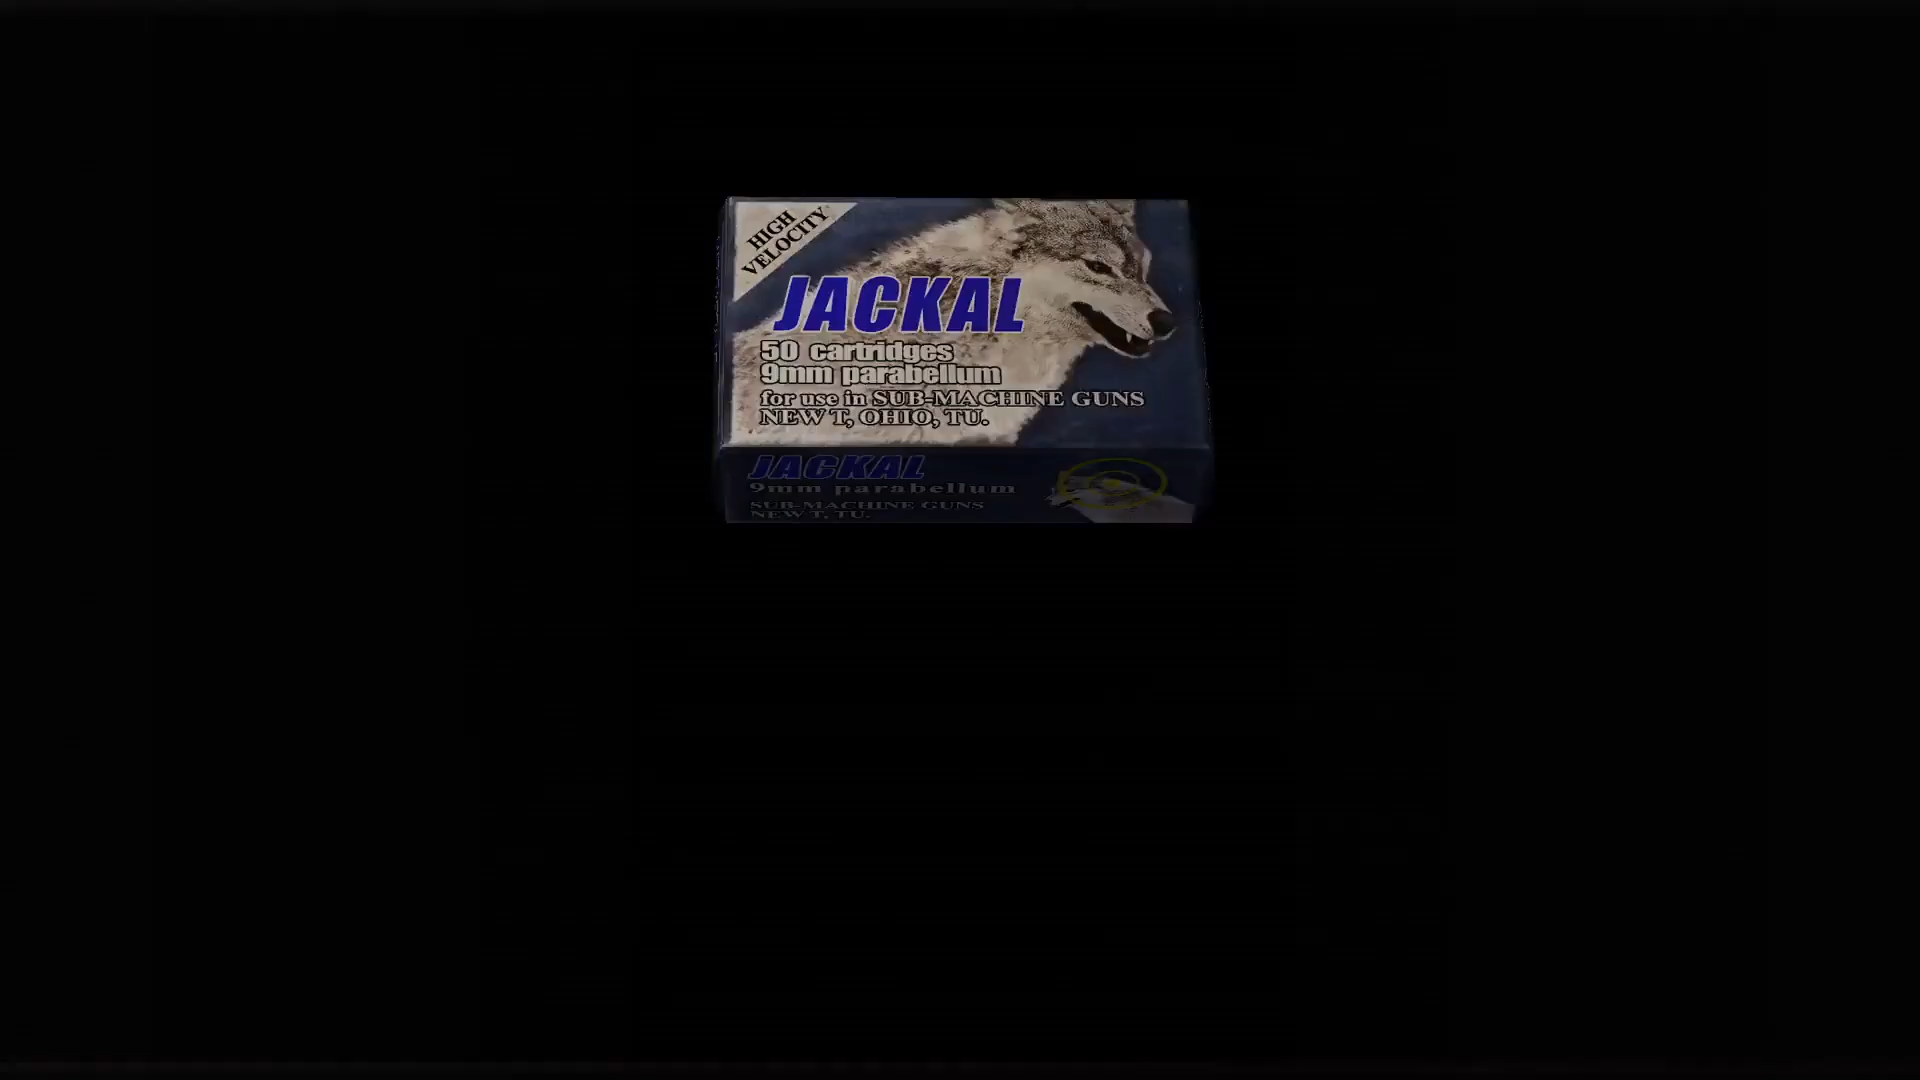 HIGH
VELOCITY
JACKAL
50 cartridges
9mm parabellum
for use in SUB-MACHINE GUNS
NEW T, OHIO, TU.
JACKAL
9mm parabellum
SUB-MACHINE GUNS
NEW T, TU.